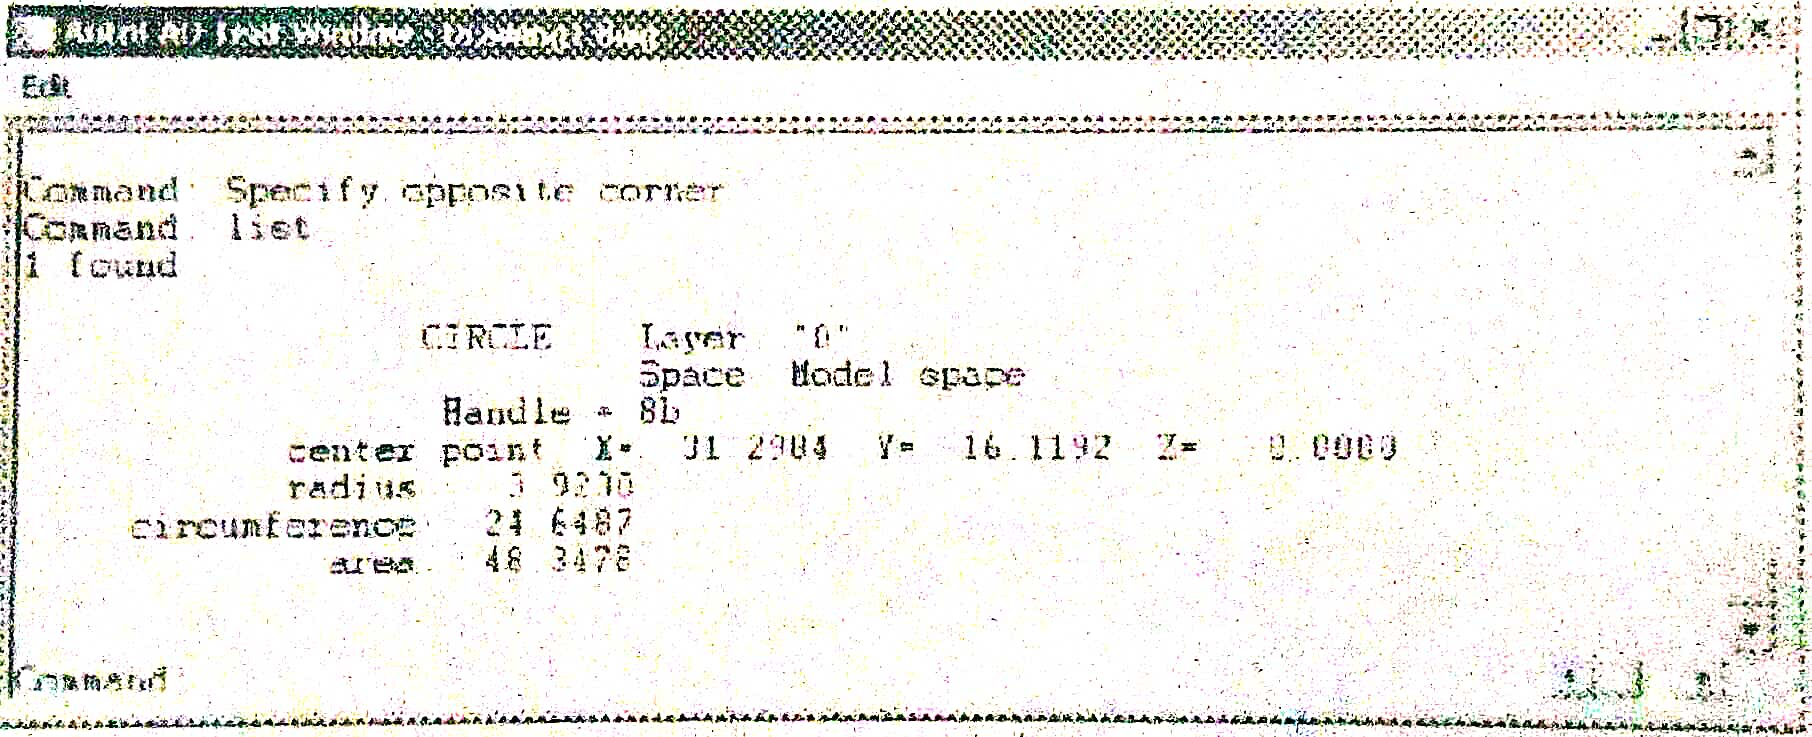 AutoCAD Text Window - Drawing1.dwg
Edit
Command: Specify opposite corner:
Command: list
1 found
CIRCLE Layer: "0"
Space: Model space
Handle = 8b
center point, X= 31.2984 Y= 16.1192 Z= 0.0000
radius 3.9230
circumference 24.6487
area 48.3478
Command: